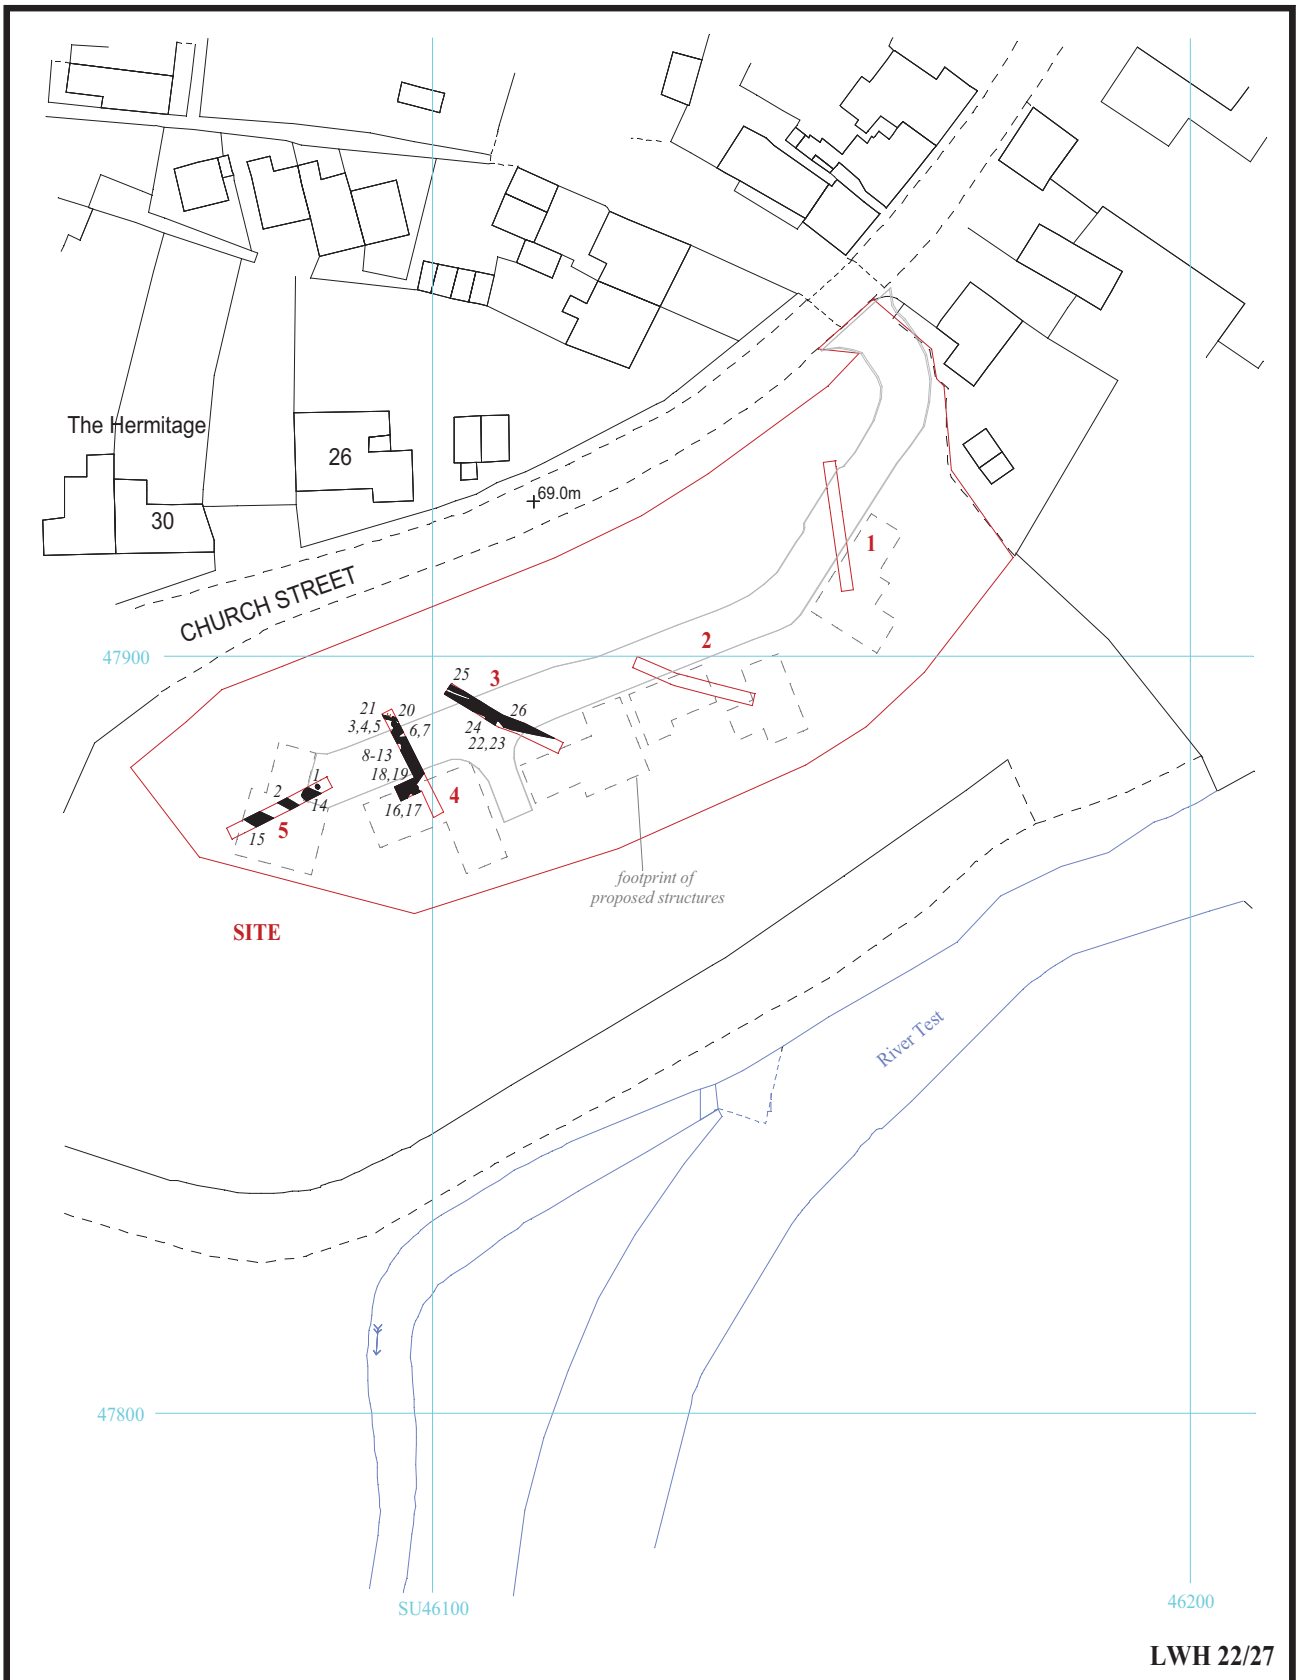 The Hermitage
26
30
69.0m
CHURCH STREET
1
2
47900
25
3
21
20
26
3,4,5
6,7
24
22,23
8-13
18,19
1
2
14
4
16,17
5
15
footprint of
proposed structures
SITE
River Test
47800
SU46100
46200
LWH 22/27